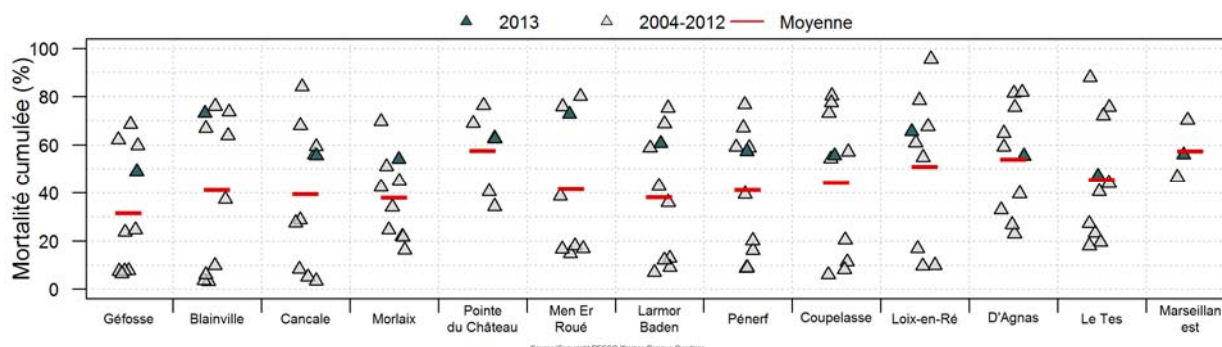 2013 2004-2012 Moyenne
Mortalité cumulée (%)
100
80
60
40
20
0
Géfosse Blainville Cancale Morlaix Pointe du Château Men Er Roué Larmor Baden Pénerf Coupelasse Loix-en-Ré D'Agnas Le Tes Marseillan est